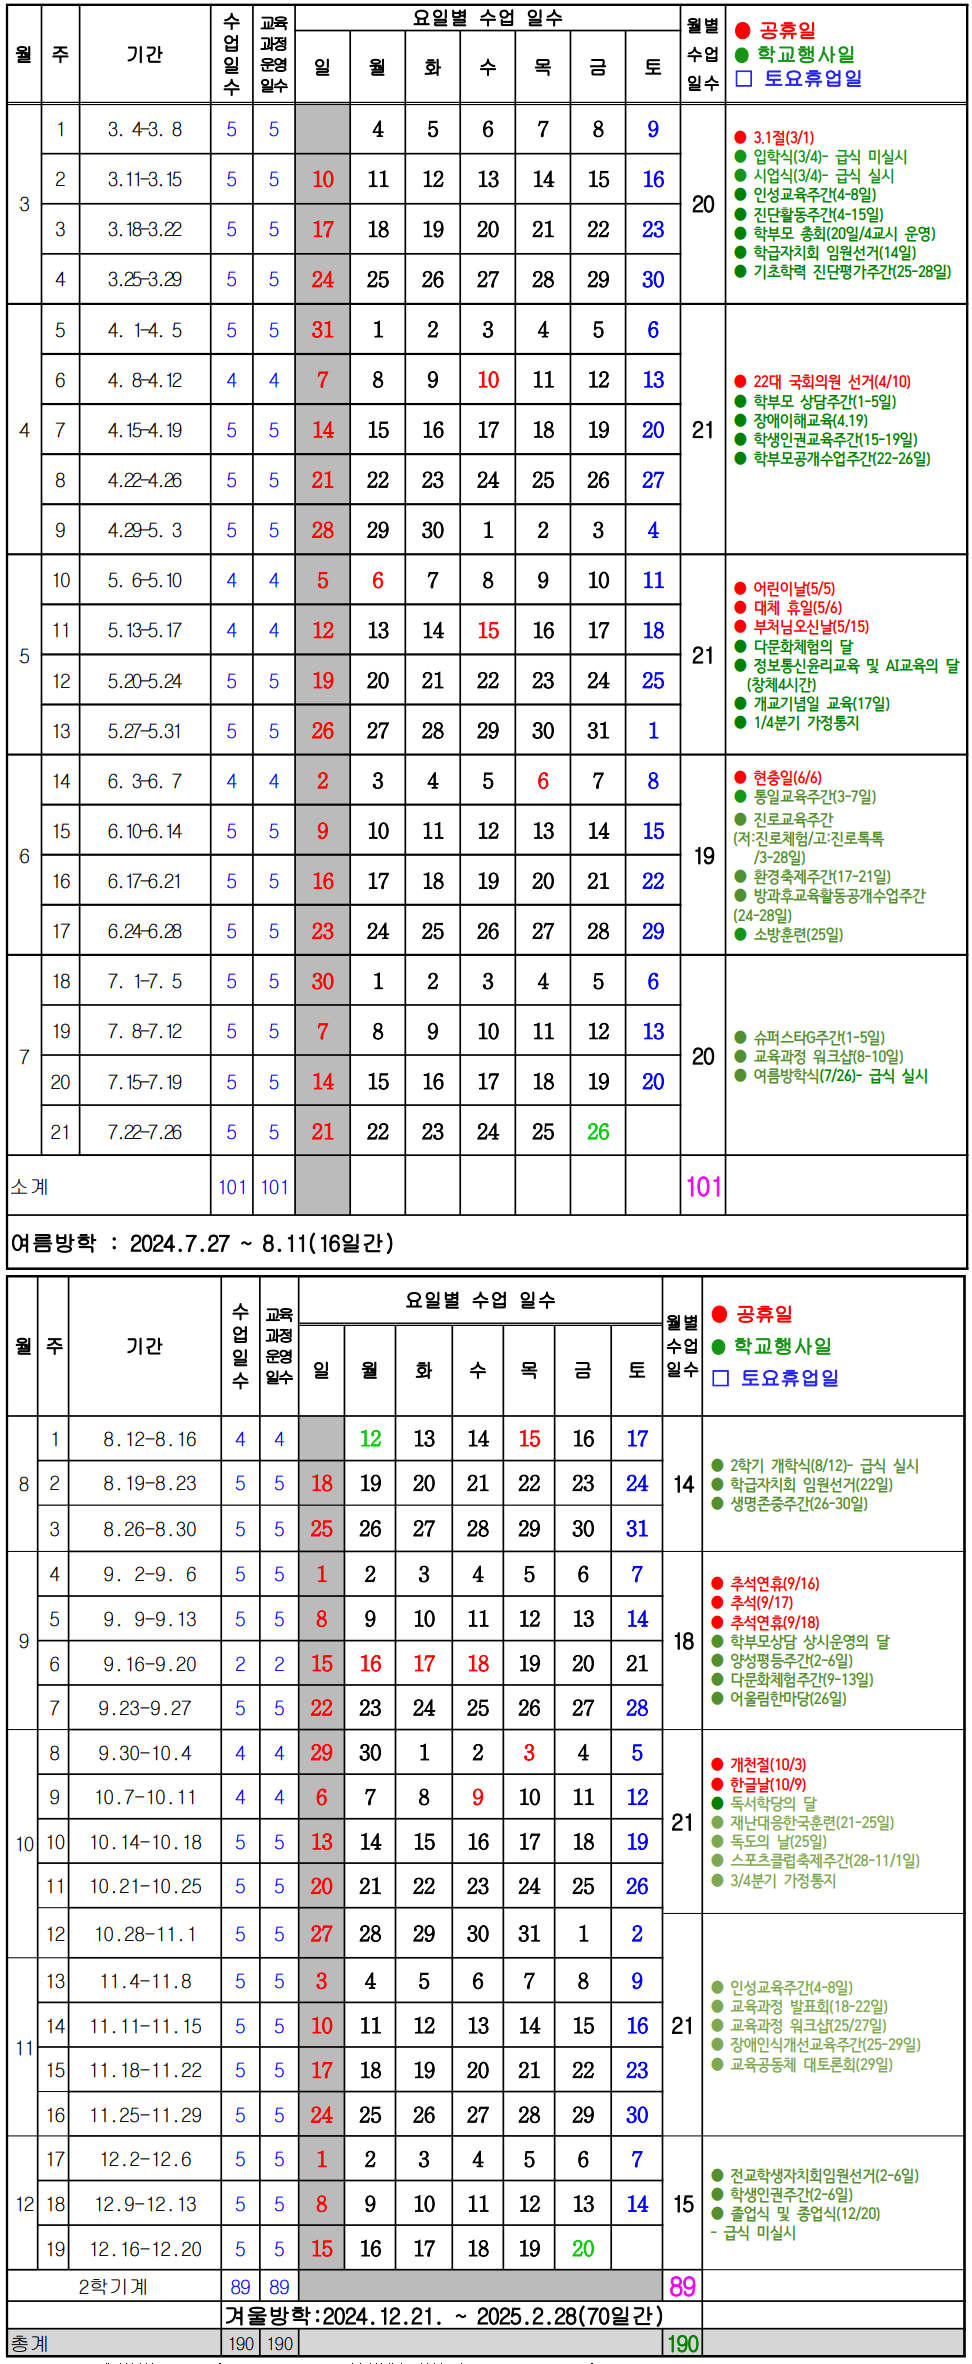 월 주 기간 수업일수 교육과정운영일수 요일별 수업 일수 월별수업일수 ● 공휴일
일 월 화 수 목 금 토 ● 학교행사일
□ 토요휴업일
3 1 3. 4-3. 8 5 5 4 5 6 7 8 9 20
2 3.11-3.15 5 5 10 11 12 13 14 15 16
3 3.18-3.22 5 5 17 18 19 20 21 22 23
4 3.25-3.29 5 5 24 25 26 27 28 29 30
● 3.1절(3/1)
● 입학식(3/4)- 급식 미실시
● 시업식(3/4)- 급식 실시
● 인성교육주간(4-8일)
● 진단활동주간(4-15일)
● 학부모 총회(20일/4교시 운영)
● 학급자치회 임원선거(14일)
● 기초학력 진단평가주간(25-28일)
4 5 4. 1-4. 5 5 5 31 1 2 3 4 5 6 21
6 4. 8-4.12 4 4 7 8 9 10 11 12 13
7 4.15-4.19 5 5 14 15 16 17 18 19 20
8 4.22-4.26 5 5 21 22 23 24 25 26 27
9 4.29-5. 3 5 5 28 29 30 1 2 3 4
● 22대 국회의원 선거(4/10)
● 학부모 상담주간(1-5일)
● 장애이해교육(4.19)
● 학생인권교육주간(15-19일)
● 학부모공개수업주간(22-26일)
5 10 5. 6-5.10 4 4 5 6 7 8 9 10 11 21
11 5.13-5.17 4 4 12 13 14 15 16 17 18
12 5.20-5.24 5 5 19 20 21 22 23 24 25
13 5.27-5.31 5 5 26 27 28 29 30 31 1
● 어린이날(5/5)
● 대체 휴일(5/6)
● 부처님오신날(5/15)
● 다문화체험의 달
● 정보통신윤리교육 및 AI교육의 달
(창체4시간)
● 개교기념일 교육(17일)
● 1/4분기 가정통지
6 14 6. 3-6. 7 4 4 2 3 4 5 6 7 8 19
15 6.10-6.14 5 5 9 10 11 12 13 14 15
16 6.17-6.21 5 5 16 17 18 19 20 21 22
17 6.24-6.28 5 5 23 24 25 26 27 28 29
● 현충일(6/6)
● 통일교육주간(3-7일)
● 진로교육주간
(저:진로체험/고:진로톡톡
/3-28일)
● 환경축제주간(17-21일)
● 방과후교육활동공개수업주간
(24-28일)
● 소방훈련(25일)
7 18 7. 1-7. 5 5 5 30 1 2 3 4 5 6 20
19 7. 8-7.12 5 5 7 8 9 10 11 12 13
20 7.15-7.19 5 5 14 15 16 17 18 19 20
21 7.22-7.26 5 5 21 22 23 24 25 26
● 슈퍼스타G주간(1-5일)
● 교육과정 워크샵(8-10일)
● 여름방학식(7/26)- 급식 실시
소계 101 101 101
여름방학 : 2024.7.27 ~ 8.11(16일간)
월 주 기간 수업일수 교육과정운영일수 요일별 수업 일수 월별수업일수 ● 공휴일
일 월 화 수 목 금 토 ● 학교행사일
□ 토요휴업일
8 1 8.12-8.16 4 4 12 13 14 15 16 17 14
2 8.19-8.23 5 5 18 19 20 21 22 23 24
3 8.26-8.30 5 5 25 26 27 28 29 30 31
● 2학기 개학식(8/12)- 급식 실시
● 학급자치회 임원선거(22일)
● 생명존중주간(26-30일)
9 4 9. 2-9. 6 5 5 1 2 3 4 5 6 7 18
5 9. 9-9.13 5 5 8 9 10 11 12 13 14
6 9.16-9.20 2 2 15 16 17 18 19 20 21
7 9.23-9.27 5 5 22 23 24 25 26 27 28
● 추석연휴(9/16)
● 추석(9/17)
● 추석연휴(9/18)
● 학부모상담 상시운영의 달
● 양성평등주간(2-6일)
● 다문화체험주간(9-13일)
● 어울림한마당(26일)
10 8 9.30-10.4 4 4 29 30 1 2 3 4 5 21
9 10.7-10.11 4 4 6 7 8 9 10 11 12
10 10.14-10.18 5 5 13 14 15 16 17 18 19
11 10.21-10.25 5 5 20 21 22 23 24 25 26
12 10.28-11.1 5 5 27 28 29 30 31 1 2
● 개천절(10/3)
● 한글날(10/9)
● 독서학당의 달
● 재난대응한국훈련(21-25일)
● 독도의 날(25일)
● 스포츠클럽축제주간(28-11/1일)
● 3/4분기 가정통지
11 13 11.4-11.8 5 5 3 4 5 6 7 8 9 21
14 11.11-11.15 5 5 10 11 12 13 14 15 16
15 11.18-11.22 5 5 17 18 19 20 21 22 23
16 11.25-11.29 5 5 24 25 26 27 28 29 30
● 인성교육주간(4-8일)
● 교육과정 발표회(18-22일)
● 교육과정 워크샵(25/27일)
● 장애인식개선교육주간(25-29일)
● 교육공동체 대토론회(29일)
12 17 12.2-12.6 5 5 1 2 3 4 5 6 7 15
18 12.9-12.13 5 5 8 9 10 11 12 13 14
19 12.16-12.20 5 5 15 16 17 18 19 20
● 전교학생자치회임원선거(2-6일)
● 학생인권주간(2-6일)
● 졸업식 및 종업식(12/20)
- 급식 미실시
2학기계 89 89 89
겨울방학:2024.12.21. ~ 2025.2.28(70일간)
총계 190 190 190